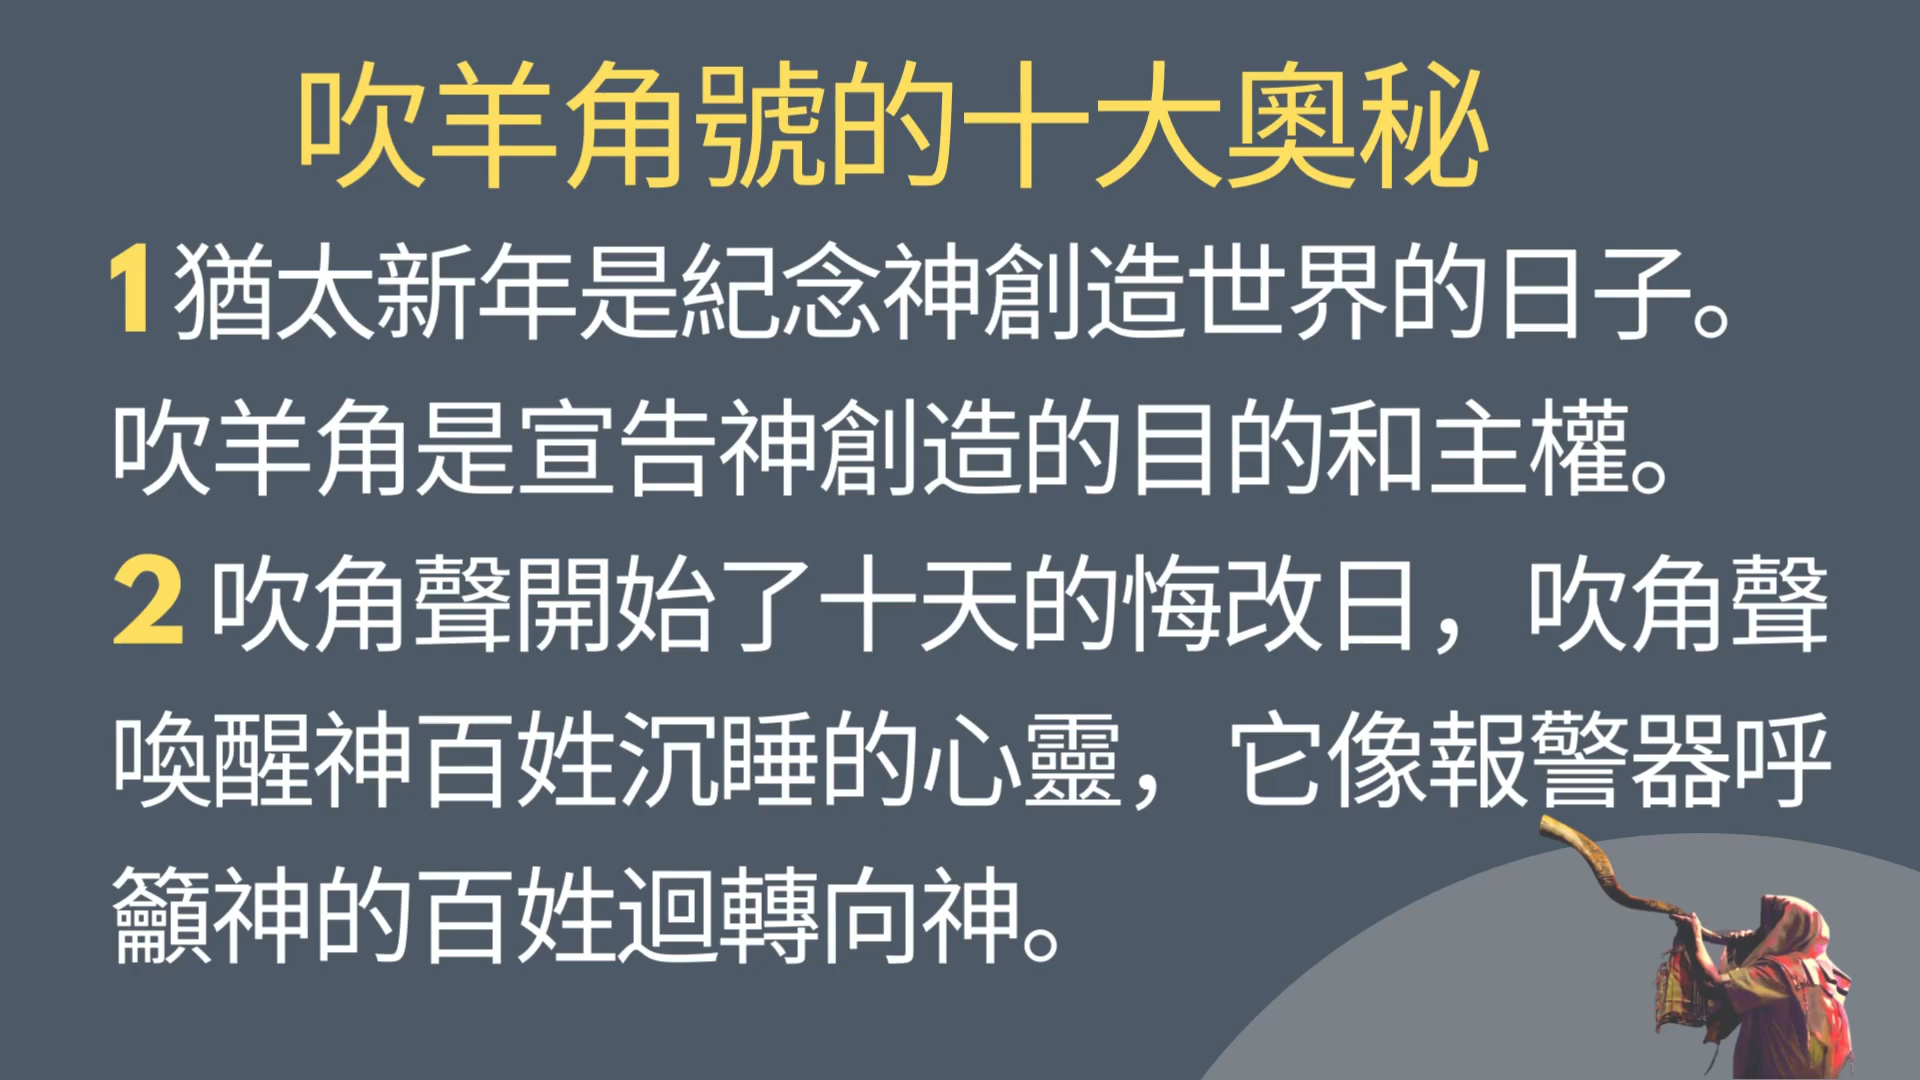 吹羊角號的十大奧秘
1 猶太新年是紀念神創造世界的日子。
吹羊角是宣告神創造的目的和主權。
2 吹角聲開始了十天的悔改日，吹角聲
喚醒神百姓沉睡的心靈，它像報警器呼
籲神的百姓迴轉向神。